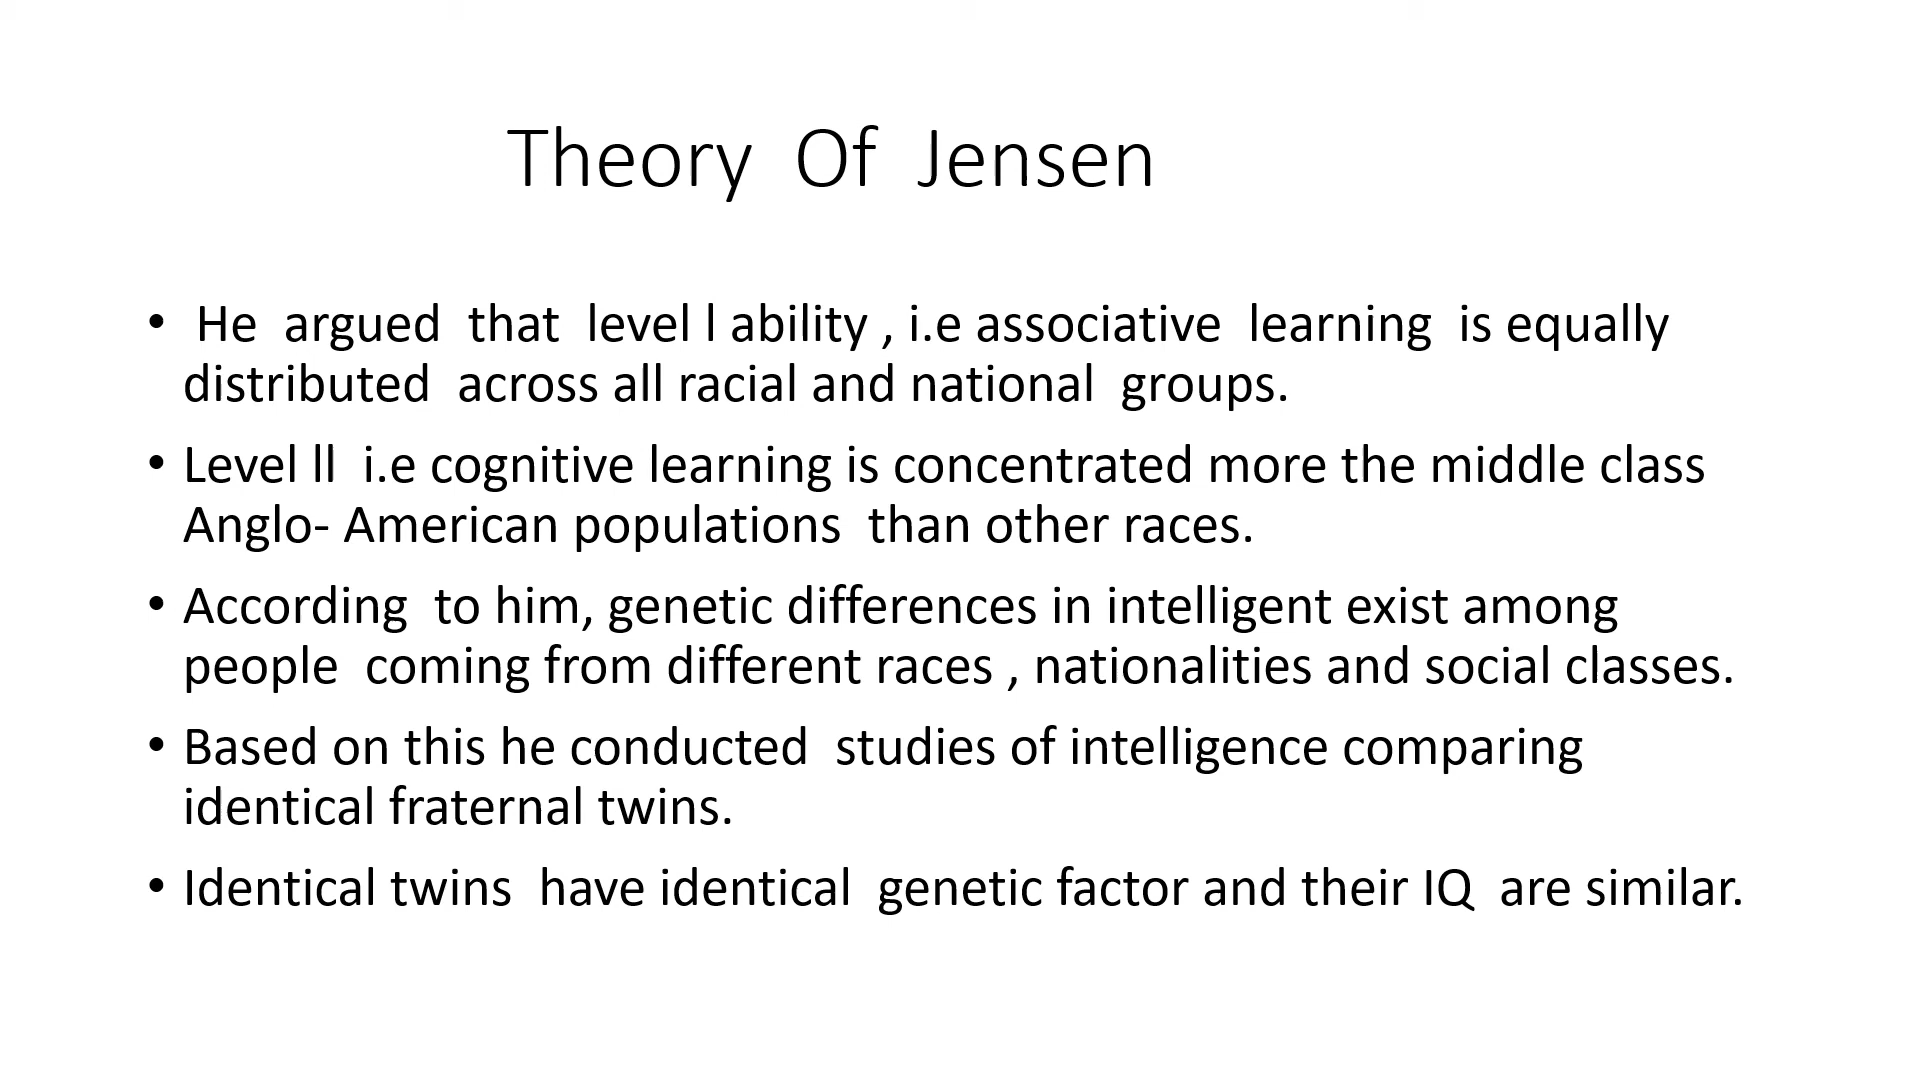 Theory Of Jensen
• He argued that level l ability , i.e associative learning is equally
distributed across all racial and national groups.
• Level ll i.e cognitive learning is concentrated more the middle class
Anglo- American populations than other races.
• According to him, genetic differences in intelligent exist among
people coming from different races , nationalities and social classes.
• Based on this he conducted studies of intelligence comparing
identical fraternal twins.
• Identical twins have identical genetic factor and their IQ are similar.